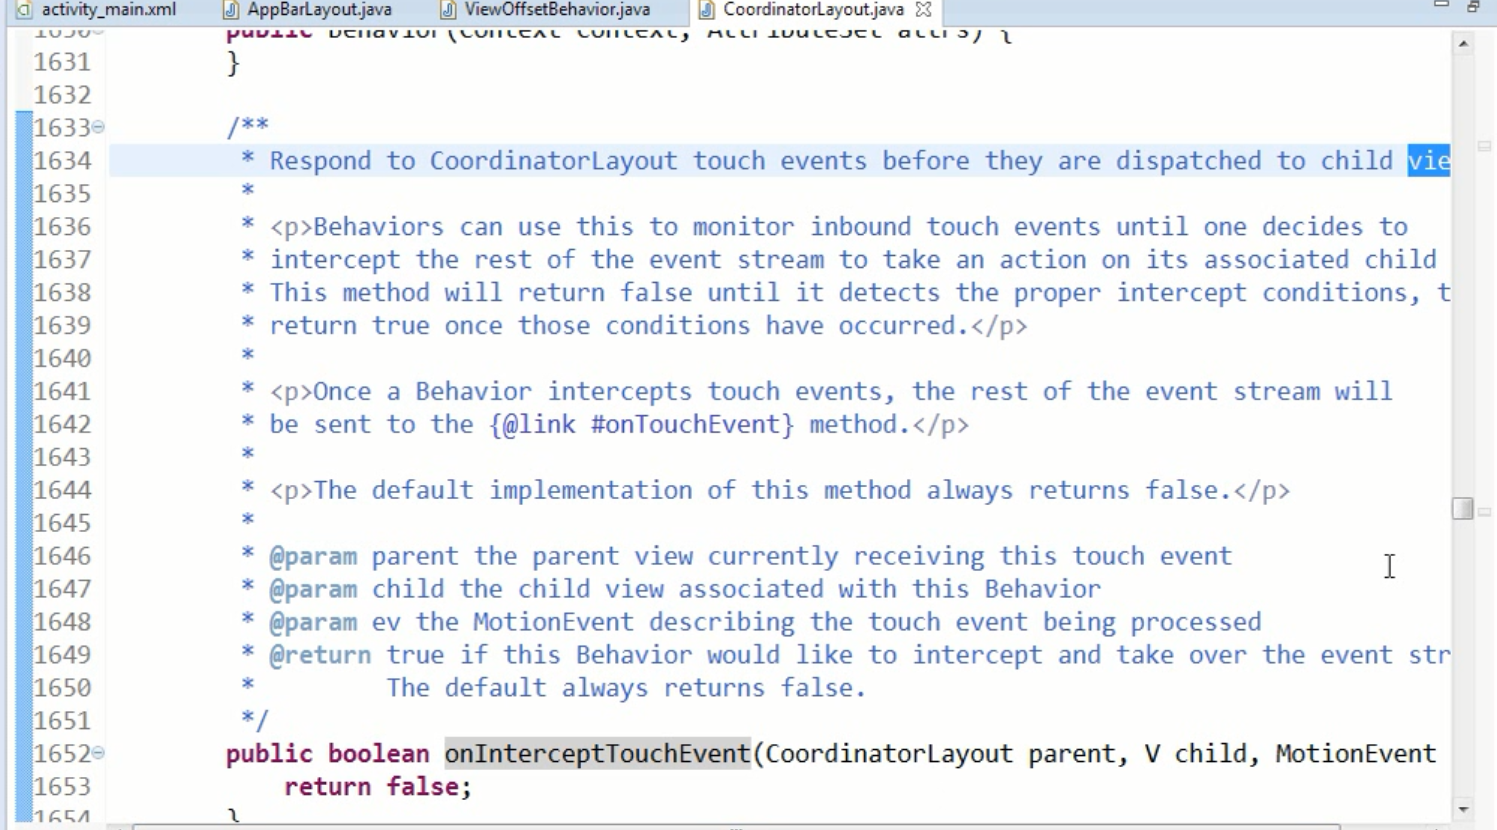 activity_main.xml AppBarLayout.java ViewOffsetBehavior.java CoordinatorLayout.java
1630 public Behavior(Context context, AttributeSet attrs) {
1631 }
1632
1633 /**
1634 * Respond to CoordinatorLayout touch events before they are dispatched to child vie
1635 *
1636 * <p>Behaviors can use this to monitor inbound touch events until one decides to
1637 * intercept the rest of the event stream to take an action on its associated child
1638 * This method will return false until it detects the proper intercept conditions, t
1639 * return true once those conditions have occurred.</p>
1640 *
1641 * <p>Once a Behavior intercepts touch events, the rest of the event stream will
1642 * be sent to the {@link #onTouchEvent} method.</p>
1643 *
1644 * <p>The default implementation of this method always returns false.</p>
1645 *
1646 * @param parent the parent view currently receiving this touch event
1647 * @param child the child view associated with this Behavior
1648 * @param ev the MotionEvent describing the touch event being processed
1649 * @return true if this Behavior would like to intercept and take over the event str
1650 * The default always returns false.
1651 */
1652 public boolean onInterceptTouchEvent(CoordinatorLayout parent, V child, MotionEvent
1653 return false;
1654 }